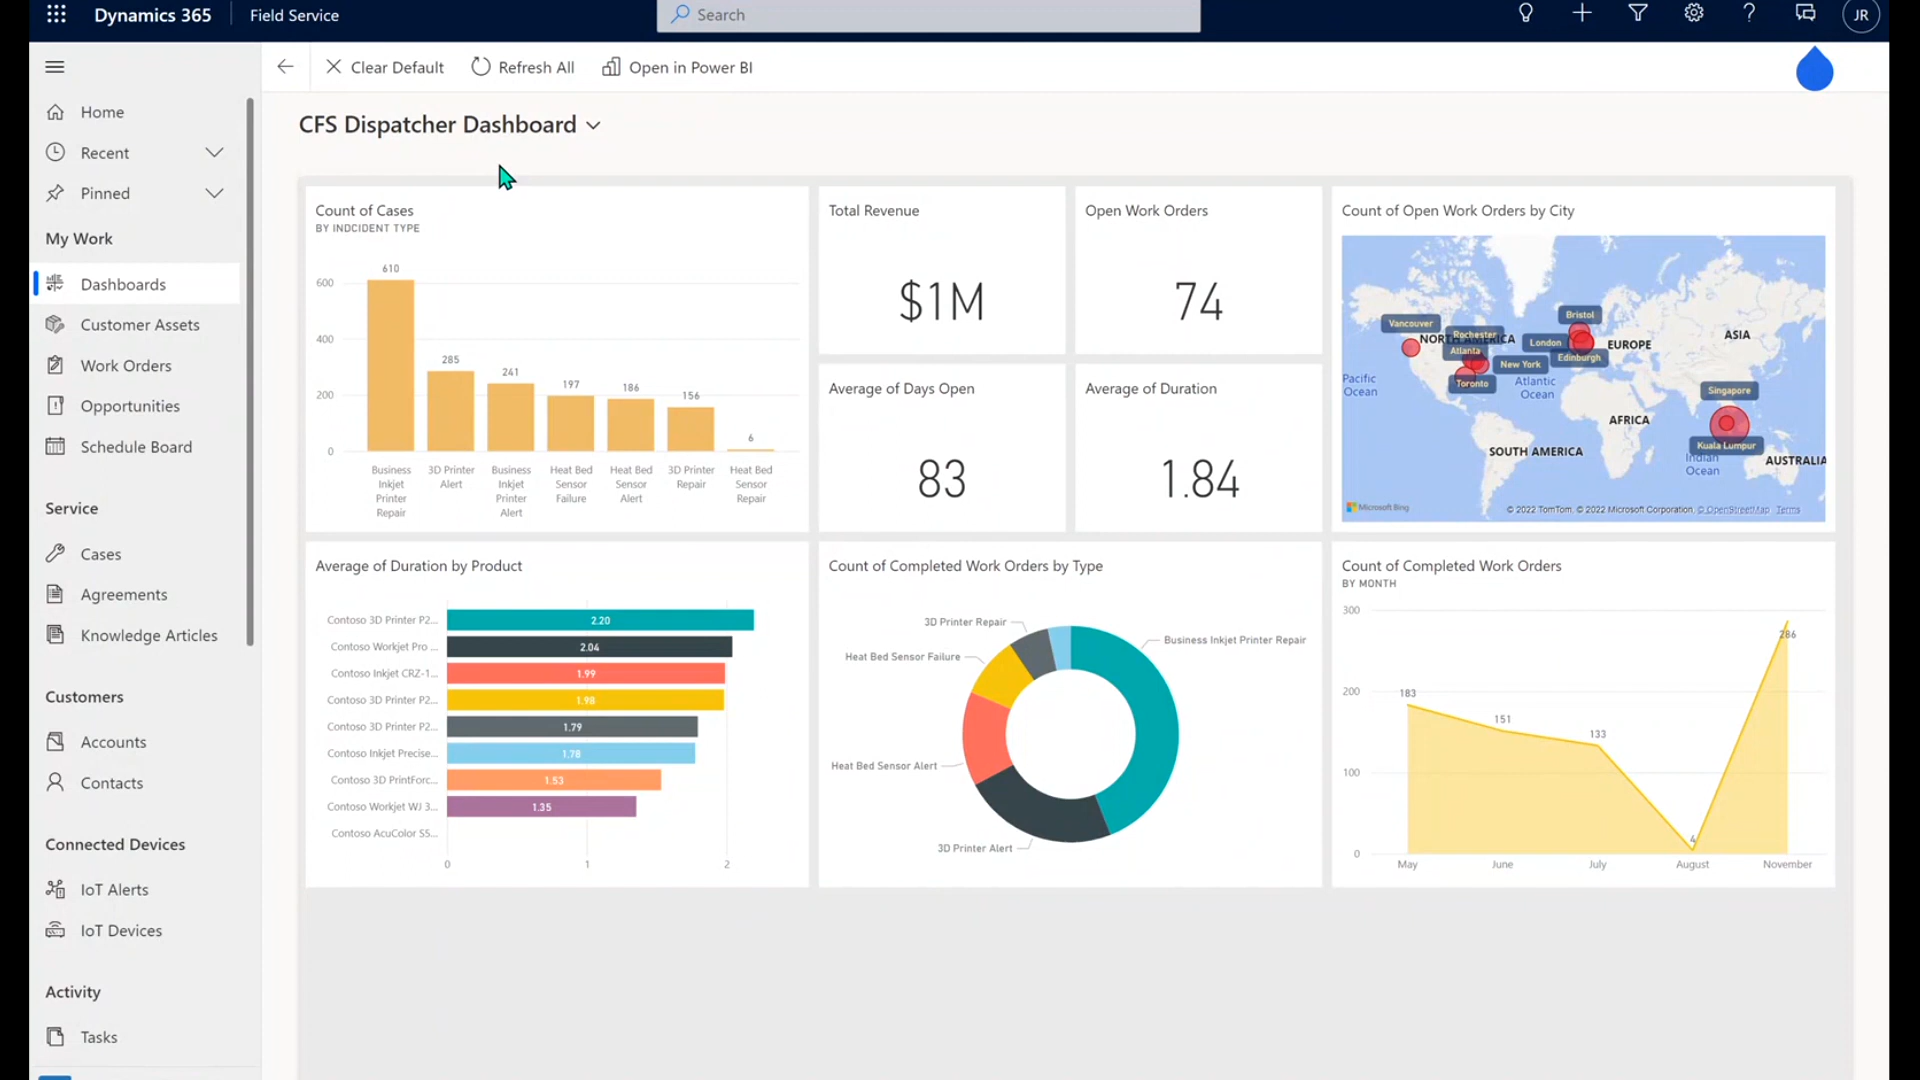 Dynamics 365
Field Service
Search
JR
Clear Default
Refresh All
Open in Power BI
Home
Recent
Pinned
My Work
Dashboards
Customer Assets
Work Orders
Opportunities
Schedule Board
Service
Cases
Agreements
Knowledge Articles
Customers
Accounts
Contacts
Connected Devices
IoT Alerts
IoT Devices
Activity
Tasks
CFS Dispatcher Dashboard
Count of Cases
BY INDCIDENT TYPE
600
400
200
0
610
285
241
197
186
156
6
Business
Inkjet
Printer
Repair
3D Printer
Alert
Business
Inkjet
Printer
Alert
Heat Bed
Sensor
Failure
Heat Bed
Sensor
Alert
3D Printer
Repair
Heat Bed
Sensor
Repair
Total Revenue
$1M
Open Work Orders
74
Average of Days Open
83
Average of Duration
1.84
Count of Open Work Orders by City
Vancouver
Rochester
NORTH AMERICA
Atlanta
Toronto
New York
London
Bristol
Edinburgh
EUROPE
ASIA
Pacific
Ocean
Atlantic
Ocean
AFRICA
SOUTH AMERICA
Singapore
Kuala Lumpur
Indian
Ocean
AUSTRALIA
Microsoft Bing
© 2022 TomTom, © 2022 Microsoft Corporation, © OpenStreetMap Terms
Average of Duration by Product
Contoso 3D Printer P2... 2.20
Contoso Workjet Pro ... 2.04
Contoso Inkjet CRZ-1... 1.99
Contoso 3D Printer P2... 1.98
Contoso 3D Printer P2... 1.79
Contoso Inkjet Precise... 1.78
Contoso 3D PrintForc... 1.53
Contoso Workjet WJ 3... 1.35
Contoso AcuColor S5...
0 1 2
Count of Completed Work Orders by Type
3D Printer Repair
Business Inkjet Printer Repair
Heat Bed Sensor Failure
Heat Bed Sensor Alert
3D Printer Alert
Count of Completed Work Orders
BY MONTH
300
200
100
0
183
151
133
4
286
May June July August November